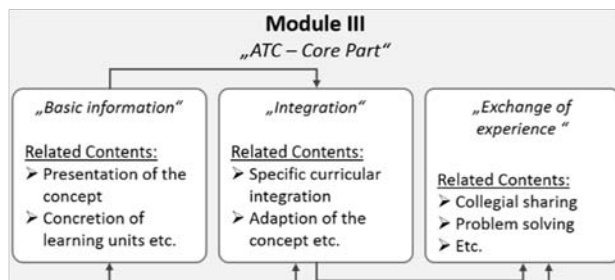 Module III
„ATC – Core Part“
„Basic information“
Related Contents:
➢ Presentation of the
concept
➢ Concretion of
learning units etc.
„Integration“
Related Contents:
➢ Specific curricular
integration
➢ Adaption of the
concept etc.
„Exchange of
experience “
Related Contents:
➢ Collegial sharing
➢ Problem solving
➢ Etc.